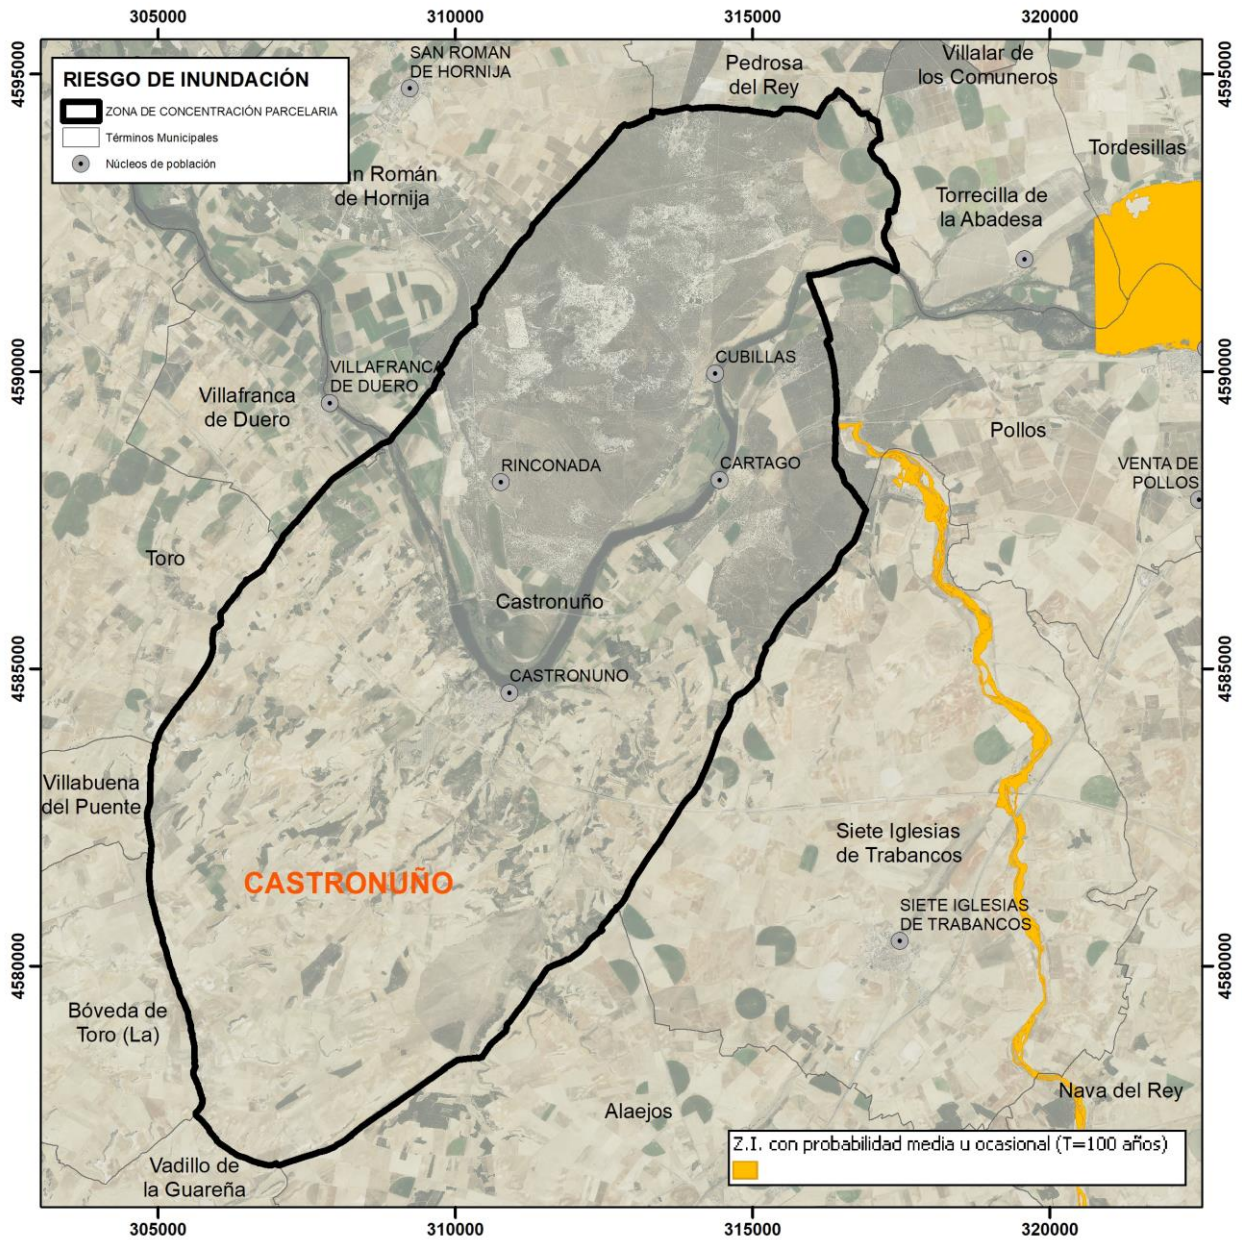 305000
310000
315000
320000
4595000
4595000
RIESGO DE INUNDACIÓN
ZONA DE CONCENTRACIÓN PARCELARIA
Términos Municipales
Núcleos de población
SAN ROMAN
DE HORNIJA
Pedrosa
del Rey
Villalar de
los Comuneros
Tordesillas
n Román
de Hornija
Torrecilla de
la Abadesa
4590000
4590000
VILLAFRANCA
DE DUERO
CUBILLAS
Villafranca
de Duero
Pollos
RINCONADA
CARTAGO
VENTA DE
POLLOS
Toro
Castronuño
4585000
4585000
CASTRONUNO
Villabuena
del Puente
Siete Iglesias
de Trabancos
CASTRONUÑO
SIETE IGLESIAS
DE TRABANCOS
4580000
4580000
Bóveda de
Toro (La)
Alaejos
Nava del Rey
Vadillo de
la Guareña
Z.I. con probabilidad media u ocasional (T=100 años)
305000
310000
315000
320000